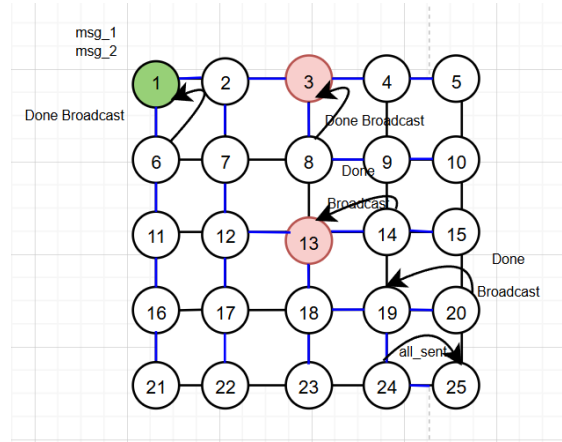 msg_1
msg_2
1 2 3 4 5
Done Broadcast
Done Broadcast
6 7 8 9 10
Done
Broadcast
11 12 13 14 15
Done
Broadcast
16 17 18 19 20
all_sent
21 22 23 24 25